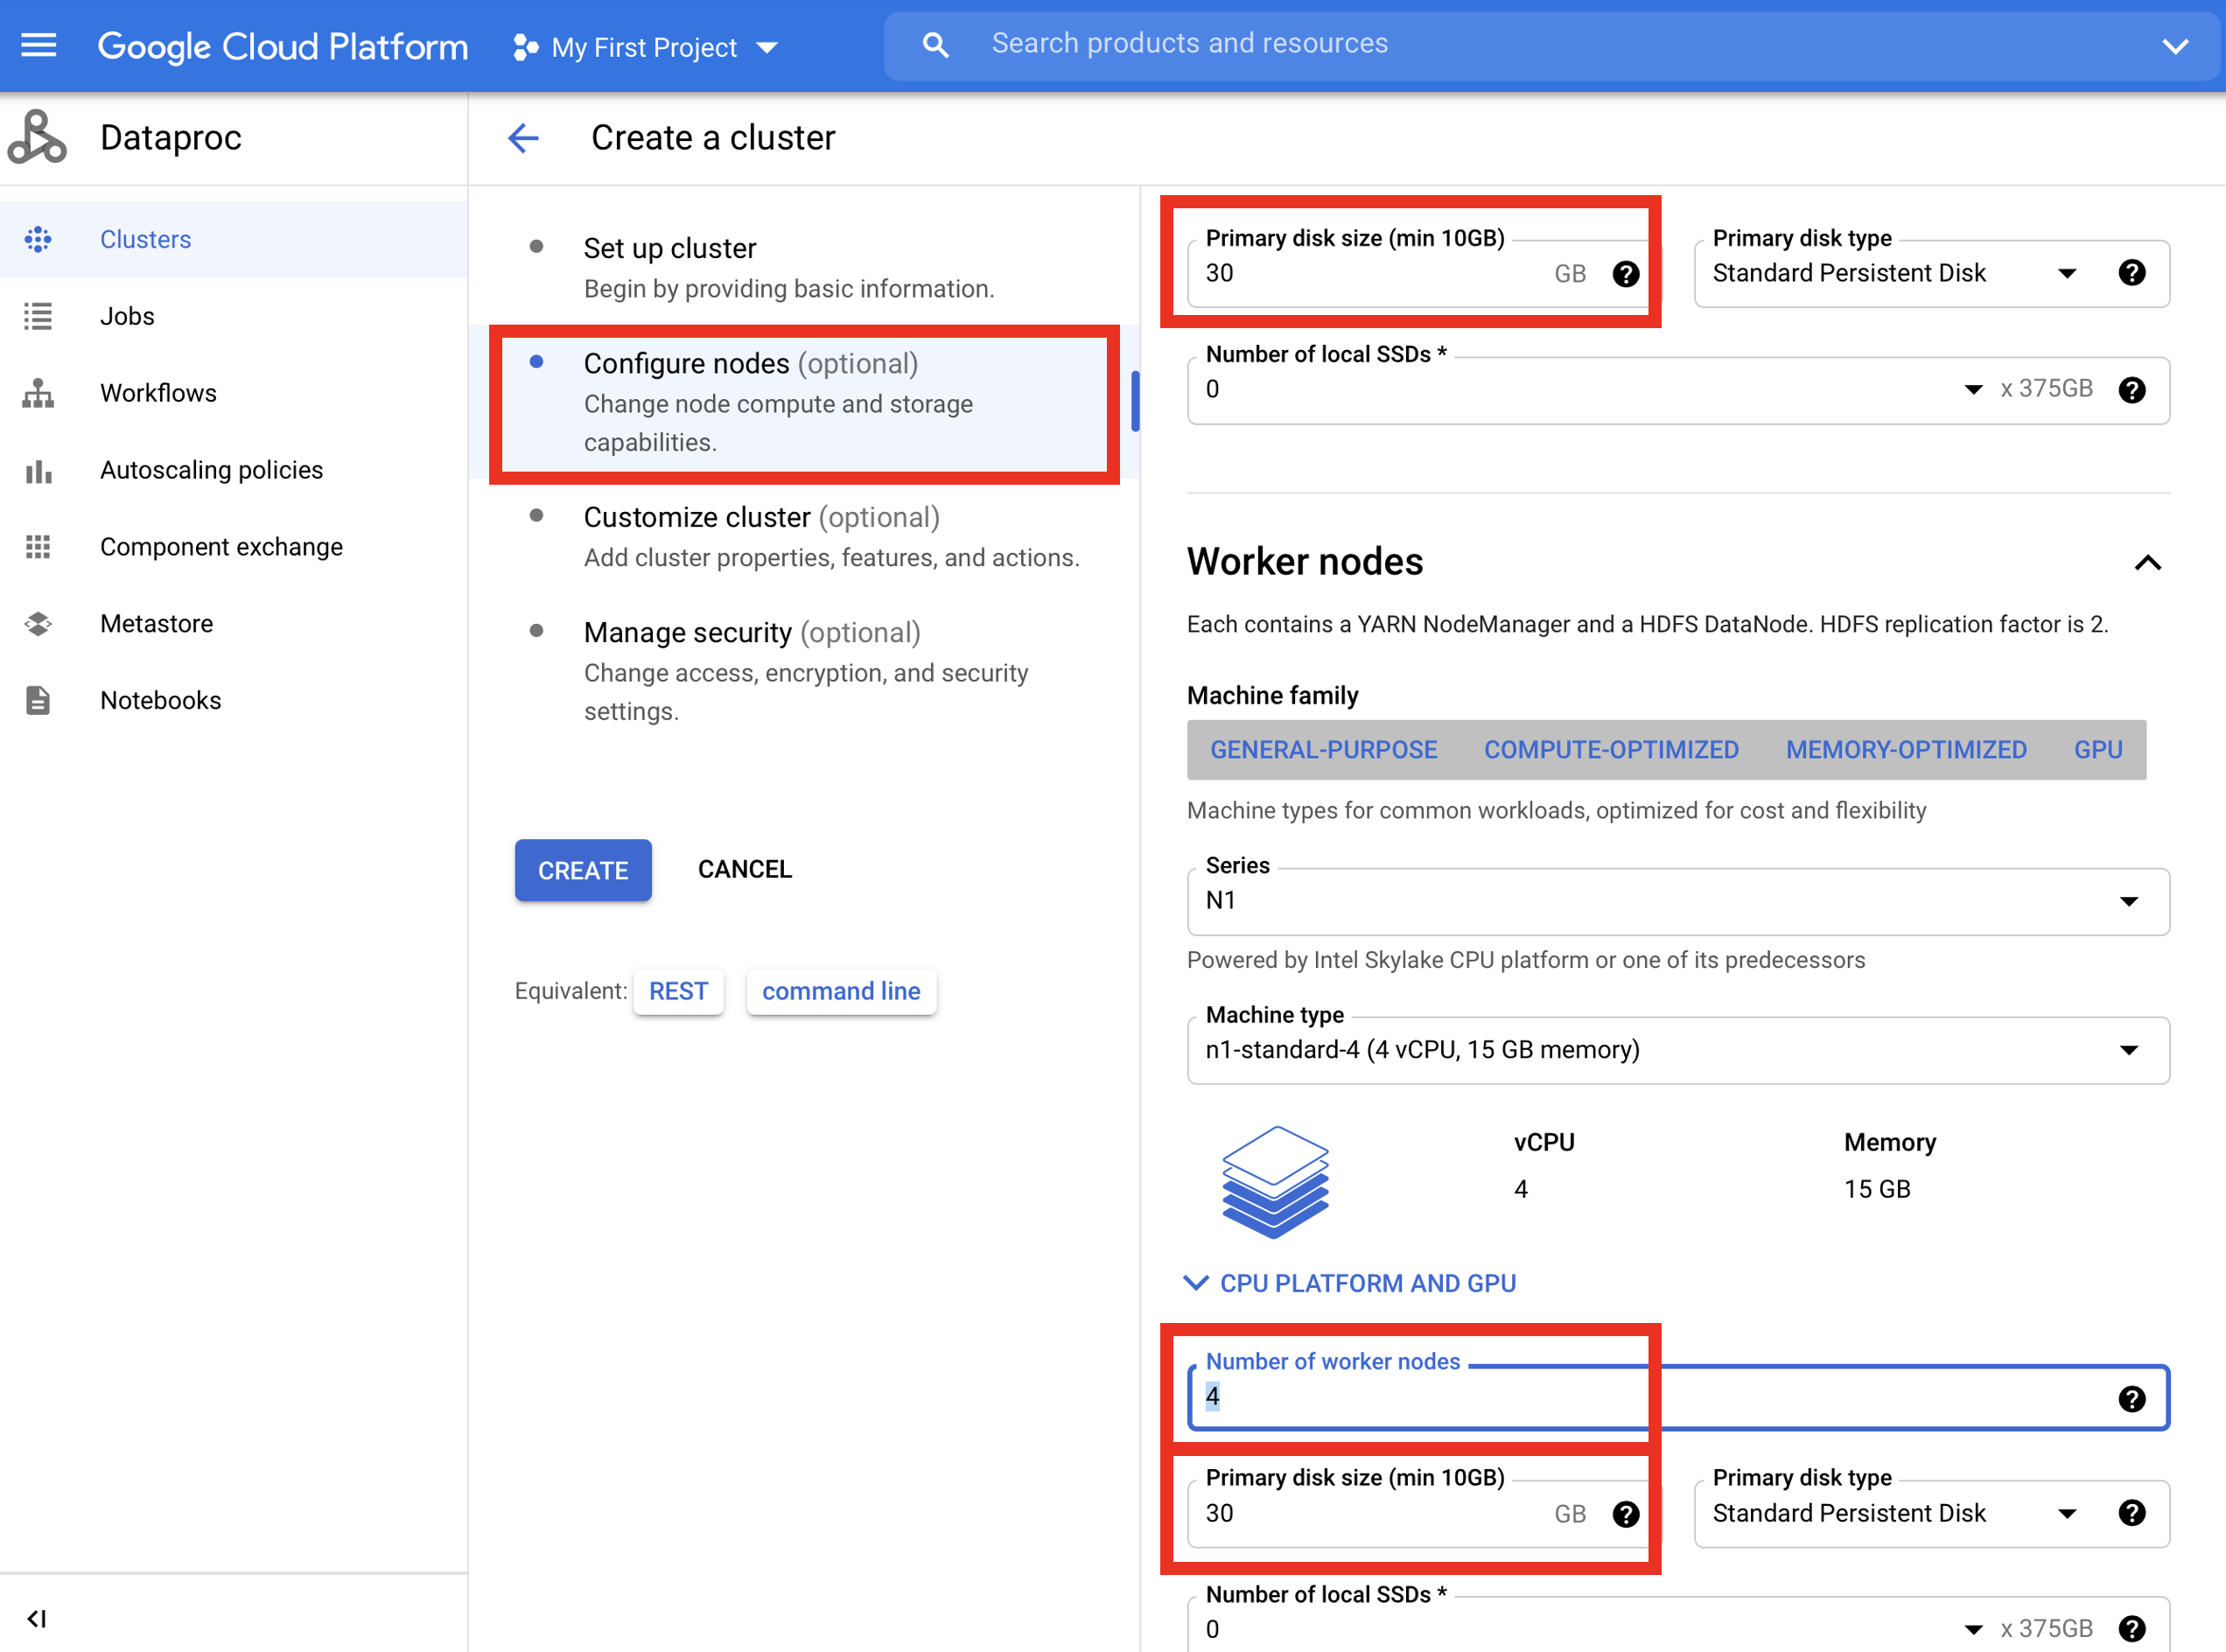 Google Cloud Platform
My First Project
Search products and resources
Dataproc
Create a cluster
Clusters
Jobs
Workflows
Autoscaling policies
Component exchange
Metastore
Notebooks
Set up cluster
Begin by providing basic information.
Configure nodes (optional)
Change node compute and storage
capabilities.
Customize cluster (optional)
Add cluster properties, features, and actions.
Manage security (optional)
Change access, encryption, and security
settings.
CREATE
CANCEL
Equivalent: REST command line
Primary disk size (min 10GB)
30 GB
Primary disk type
Standard Persistent Disk
Number of local SSDs *
0 x 375GB
Worker nodes
Each contains a YARN NodeManager and a HDFS DataNode. HDFS replication factor is 2.
Machine family
GENERAL-PURPOSE COMPUTE-OPTIMIZED MEMORY-OPTIMIZED GPU
Machine types for common workloads, optimized for cost and flexibility
Series
N1
Powered by Intel Skylake CPU platform or one of its predecessors
Machine type
n1-standard-4 (4 vCPU, 15 GB memory)
vCPU
4
Memory
15 GB
CPU PLATFORM AND GPU
Number of worker nodes
4
Primary disk size (min 10GB)
30 GB
Primary disk type
Standard Persistent Disk
Number of local SSDs *
0 x 375GB